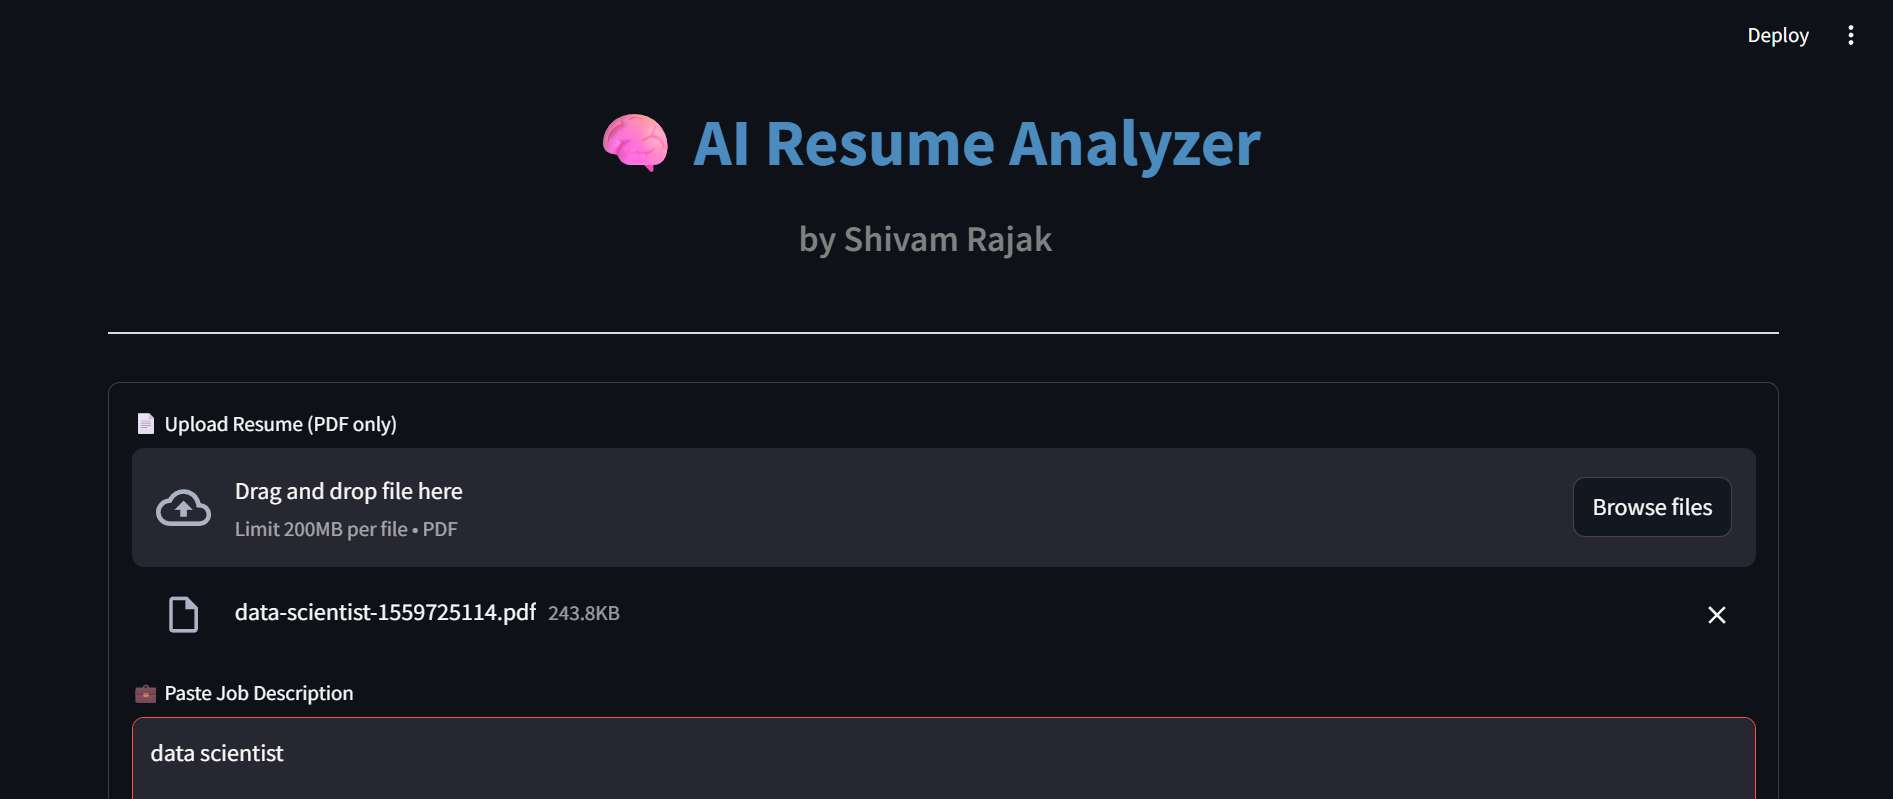 Deploy
AI Resume Analyzer
by Shivam Rajak
Upload Resume (PDF only)
Drag and drop file here
Limit 200MB per file • PDF
Browse files
data-scientist-1559725114.pdf 243.8KB
Paste Job Description
data scientist